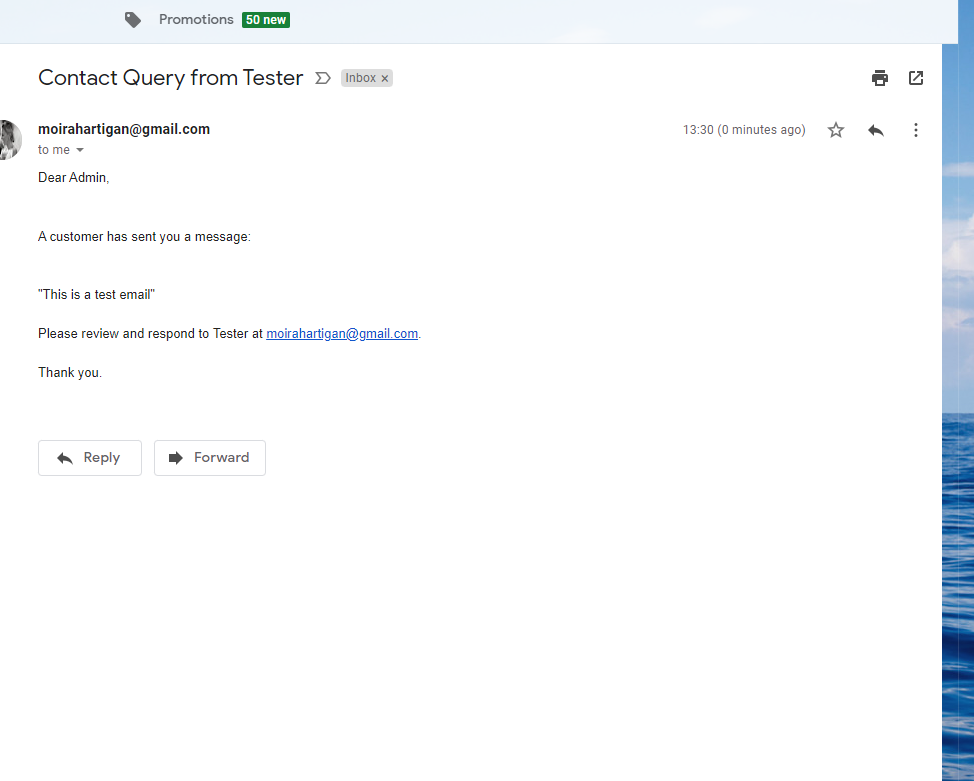 Promotions 50 new
Contact Query from Tester Inbox ×
moirahartigan@gmail.com 13:30 (0 minutes ago)
to me
Dear Admin,
A customer has sent you a message:
"This is a test email"
Please review and respond to Tester at moirahartigan@gmail.com.
Thank you.
Reply Forward